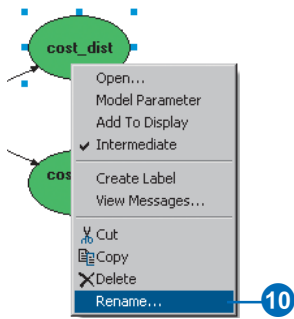 cost_dist
Open...
Model Parameter
Add To Display
Intermediate
cos
Create Label
View Messages...
Cut
Copy
Delete
Rename...
10